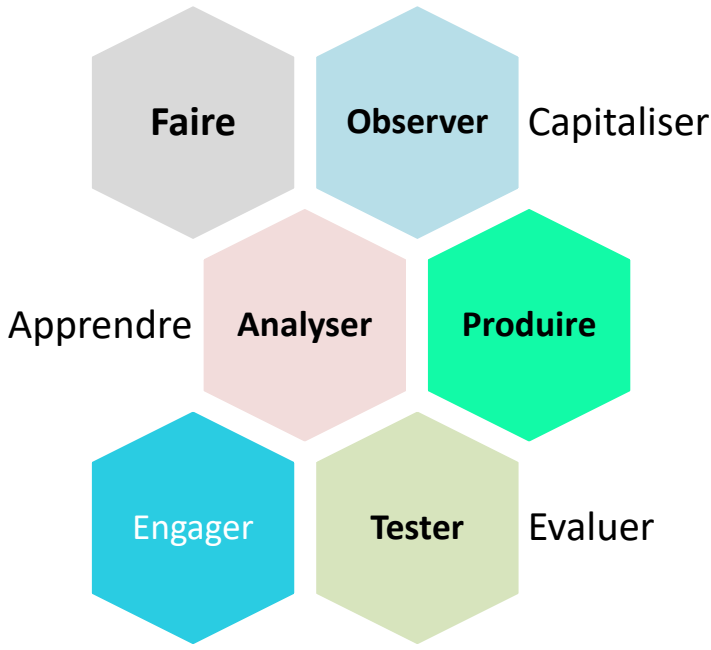 Faire
Observer
Capitaliser
Apprendre
Analyser
Produire
Engager
Tester
Evaluer